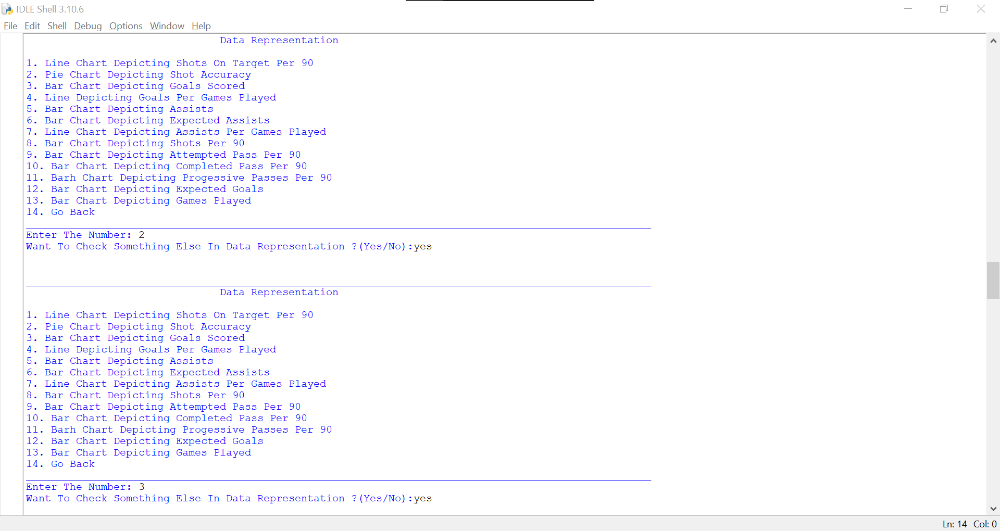 IDLE Shell 3.10.6
File Edit Shell Debug Options Window Help
Data Representation
1. Line Chart Depicting Shots On Target Per 90
2. Pie Chart Depicting Shot Accuracy
3. Bar Chart Depicting Goals Scored
4. Line Depicting Goals Per Games Played
5. Bar Chart Depicting Assists
6. Bar Chart Depicting Expected Assists
7. Line Chart Depicting Assists Per Games Played
8. Bar Chart Depicting Shots Per 90
9. Bar Chart Depicting Attempted Pass Per 90
10. Bar Chart Depicting Completed Pass Per 90
11. Barh Chart Depicting Progessive Passes Per 90
12. Bar Chart Depicting Expected Goals
13. Bar Chart Depicting Games Played
14. Go Back
Enter The Number: 2
Want To Check Something Else In Data Representation ?(Yes/No):yes
Data Representation
1. Line Chart Depicting Shots On Target Per 90
2. Pie Chart Depicting Shot Accuracy
3. Bar Chart Depicting Goals Scored
4. Line Depicting Goals Per Games Played
5. Bar Chart Depicting Assists
6. Bar Chart Depicting Expected Assists
7. Line Chart Depicting Assists Per Games Played
8. Bar Chart Depicting Shots Per 90
9. Bar Chart Depicting Attempted Pass Per 90
10. Bar Chart Depicting Completed Pass Per 90
11. Barh Chart Depicting Progessive Passes Per 90
12. Bar Chart Depicting Expected Goals
13. Bar Chart Depicting Games Played
14. Go Back
Enter The Number: 3
Want To Check Something Else In Data Representation ?(Yes/No):yes
Ln: 14 Col: 0